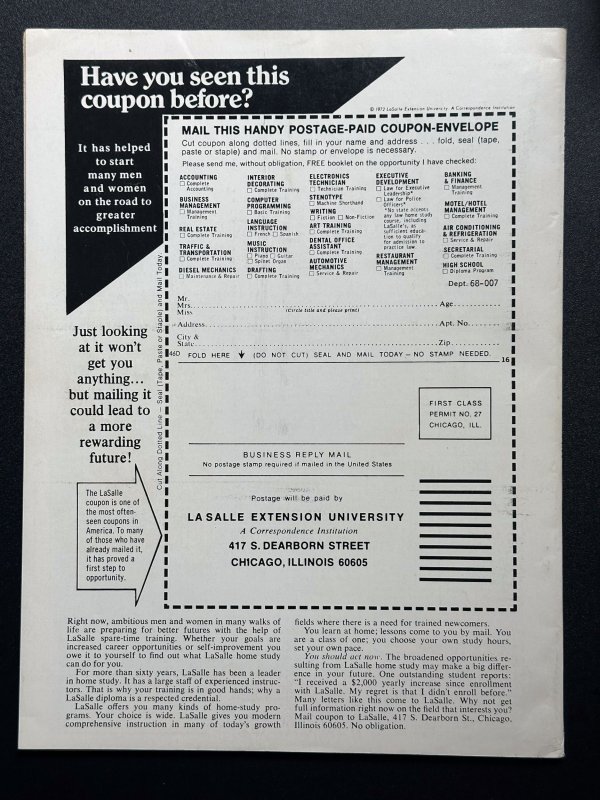 Have you seen this
coupon before?
© 1972 LaSalle Extension University, A Correspondence Institution
It has helped
to start
many men
and women
on the road to
greater
accomplishment
MAIL THIS HANDY POSTAGE-PAID COUPON-ENVELOPE
Cut coupon along dotted lines, fill in your name and address . . . fold, seal (tape,
paste or staple) and mail. No stamp or envelope is necessary.
Please send me, without obligation, FREE booklet on the opportunity I have checked:
ACCOUNTING
☐ Complete
Accounting
BUSINESS
MANAGEMENT
☐ Management
Training
REAL ESTATE
☐ Complete Training
TRAFFIC &
TRANSPORTATION
☐ Complete Training
DIESEL MECHANICS
☐ Maintenance & Repair
INTERIOR
DECORATING
☐ Complete Training
COMPUTER
PROGRAMMING
☐ Basic Training
LANGUAGE
INSTRUCTION
☐ French ☐ Spanish
MUSIC
INSTRUCTION
☐ Piano ☐ Guitar
☐ Spinet Organ
DRAFTING
☐ Complete Training
ELECTRONICS
TECHNICIAN
☐ Technician Training
STENOTYPE
☐ Machine Shorthand
WRITING
☐ Fiction ☐ Non-Fiction
ART TRAINING
☐ Complete Training
DENTAL OFFICE
ASSISTANT
☐ Complete Training
AUTOMOTIVE
MECHANICS
☐ Service & Repair
EXECUTIVE
DEVELOPMENT
☐ Law for Executive
Leadership*
☐ Law for Police
Officers*
*No state accepts
any law home study
course, including
LaSalle's, as
sufficient educa-
tion to qualify
for admission to
practice law.
RESTAURANT
MANAGEMENT
☐ Management
Training
BANKING
& FINANCE
☐ Management
Training
MOTEL/HOTEL
MANAGEMENT
☐ Complete Training
AIR CONDITIONING
& REFRIGERATION
☐ Service & Repair
SECRETARIAL
☐ Complete Training
HIGH SCHOOL
☐ Diploma Program
Dept. 68-007
Mr.
Mrs. Age
Miss
(Circle title and please print)
Address Apt. No.
City &
State Zip
460 FOLD HERE (DO NOT CUT) SEAL AND MAIL TODAY — NO STAMP NEEDED. 16
Cut Along Dotted Line — Seal (Tape, Paste or Staple) and Mail Today.
Just looking
at it won't
get you
anything...
but mailing it
could lead to
a more
rewarding
future!
The LaSalle
coupon is one of
the most often-
seen coupons in
America. To many
of those who have
already mailed it,
it has proved a
first step to
opportunity.
FIRST CLASS
PERMIT NO. 27
CHICAGO, ILL.
BUSINESS REPLY MAIL
No postage stamp required if mailed in the United States
Postage will be paid by
LA SALLE EXTENSION UNIVERSITY
A Correspondence Institution
417 S. DEARBORN STREET
CHICAGO, ILLINOIS 60605
Right now, ambitious men and women in many walks of
life are preparing for better futures with the help of
LaSalle spare-time training. Whether your goals are
increased career opportunities or self-improvement you
owe it to yourself to find out what LaSalle home study
can do for you.
For more than sixty years, LaSalle has been a leader
in home study. It has a large staff of experienced instruc-
tors. That is why your training is in good hands; why a
LaSalle diploma is a respected credential.
LaSalle offers you many kinds of home-study pro-
grams. Your choice is wide. LaSalle gives you modern
comprehensive instruction in many of today's growth
fields where there is a need for trained newcomers.
You learn at home; lessons come to you by mail. You
are a class of one; you choose your own study hours,
set your own pace.
You should act now. The broadened opportunities re-
sulting from LaSalle home study may make a big differ-
ence in your future. One outstanding student reports:
"I received a $2,000 yearly increase since enrollment
with LaSalle. My regret is that I didn't enroll before."
Many letters like this come to LaSalle. Why not get
full information right now on the field that interests you?
Mail coupon to LaSalle, 417 S. Dearborn St., Chicago,
Illinois 60605. No obligation.